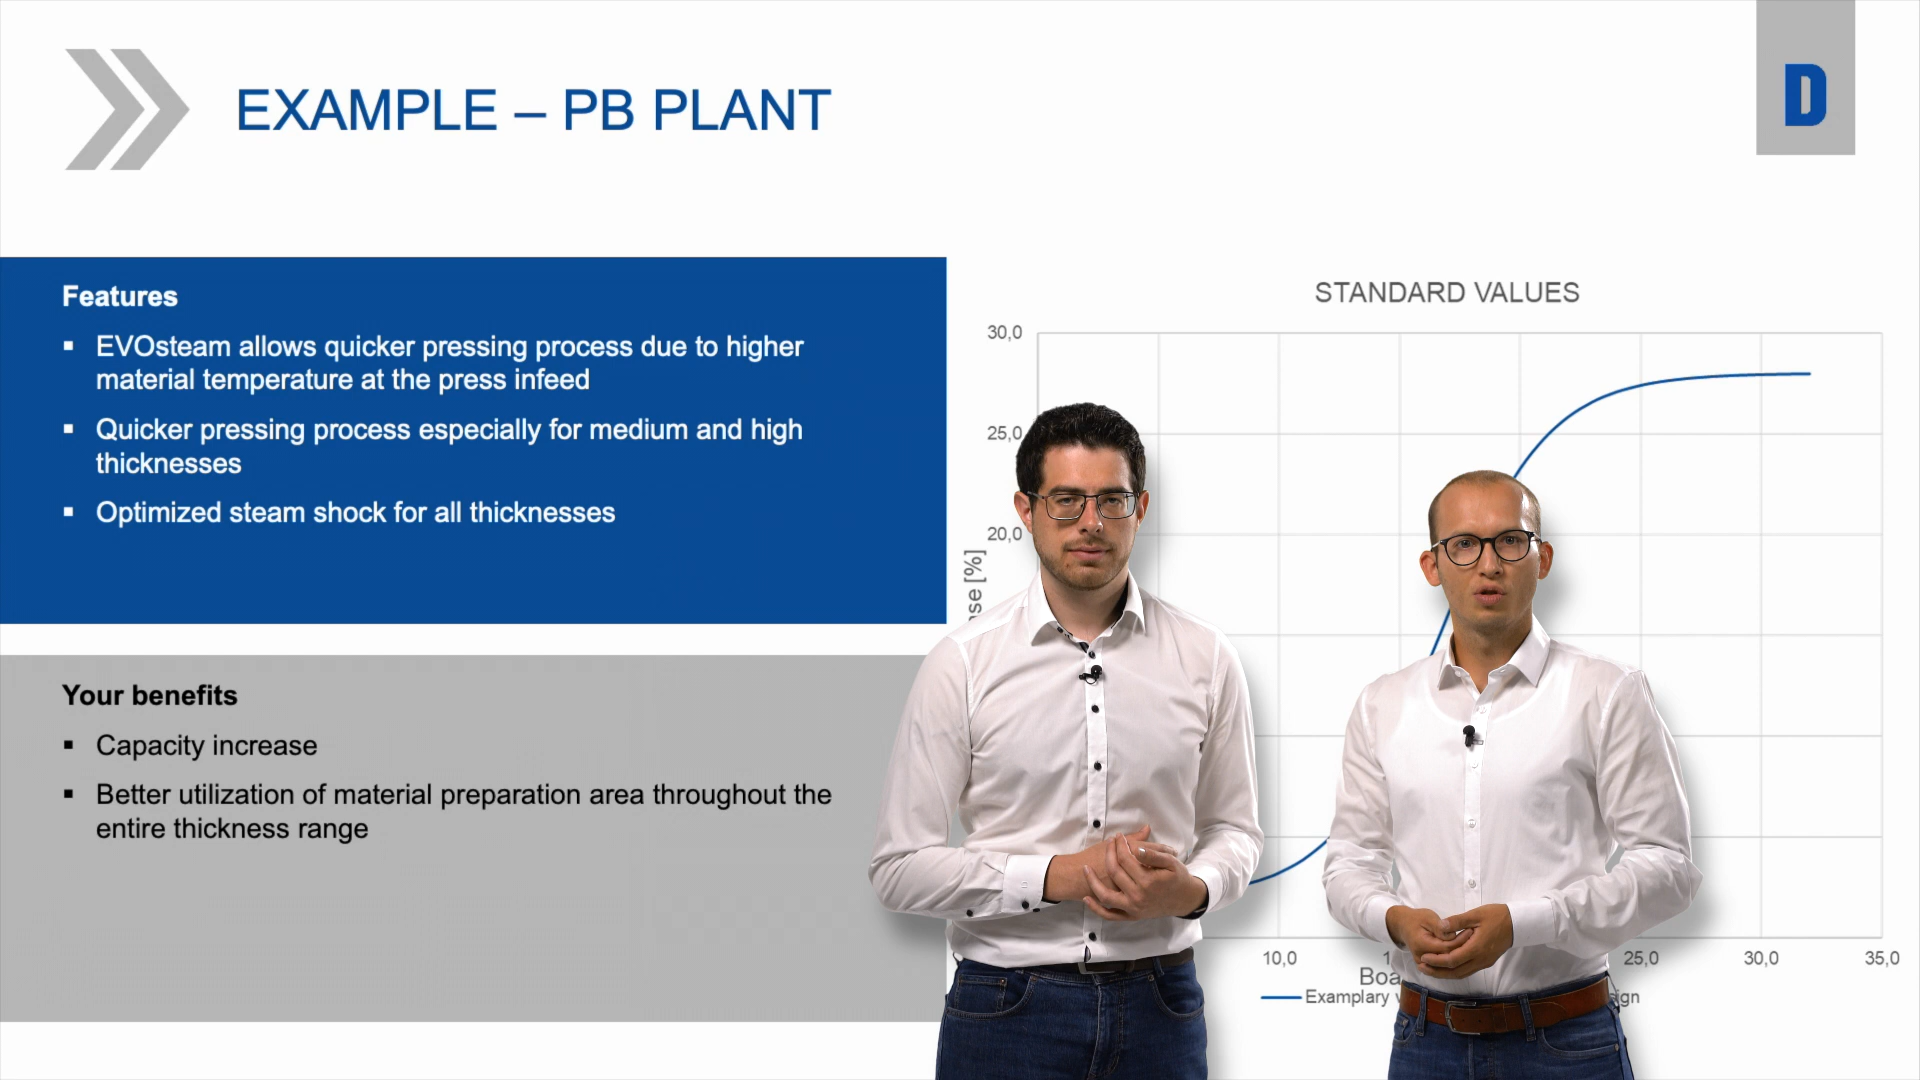 EXAMPLE – PB PLANT
D
Features
▪ EVOsteam allows quicker pressing process due to higher
material temperature at the press infeed
▪ Quicker pressing process especially for medium and high
thicknesses
▪ Optimized steam shock for all thicknesses
Your benefits
▪ Capacity increase
▪ Better utilization of material preparation area throughout the
entire thickness range
STANDARD VALUES
30,0
25,0
20,0
[%]
10,0
25,0
30,0
35,0
Examplary